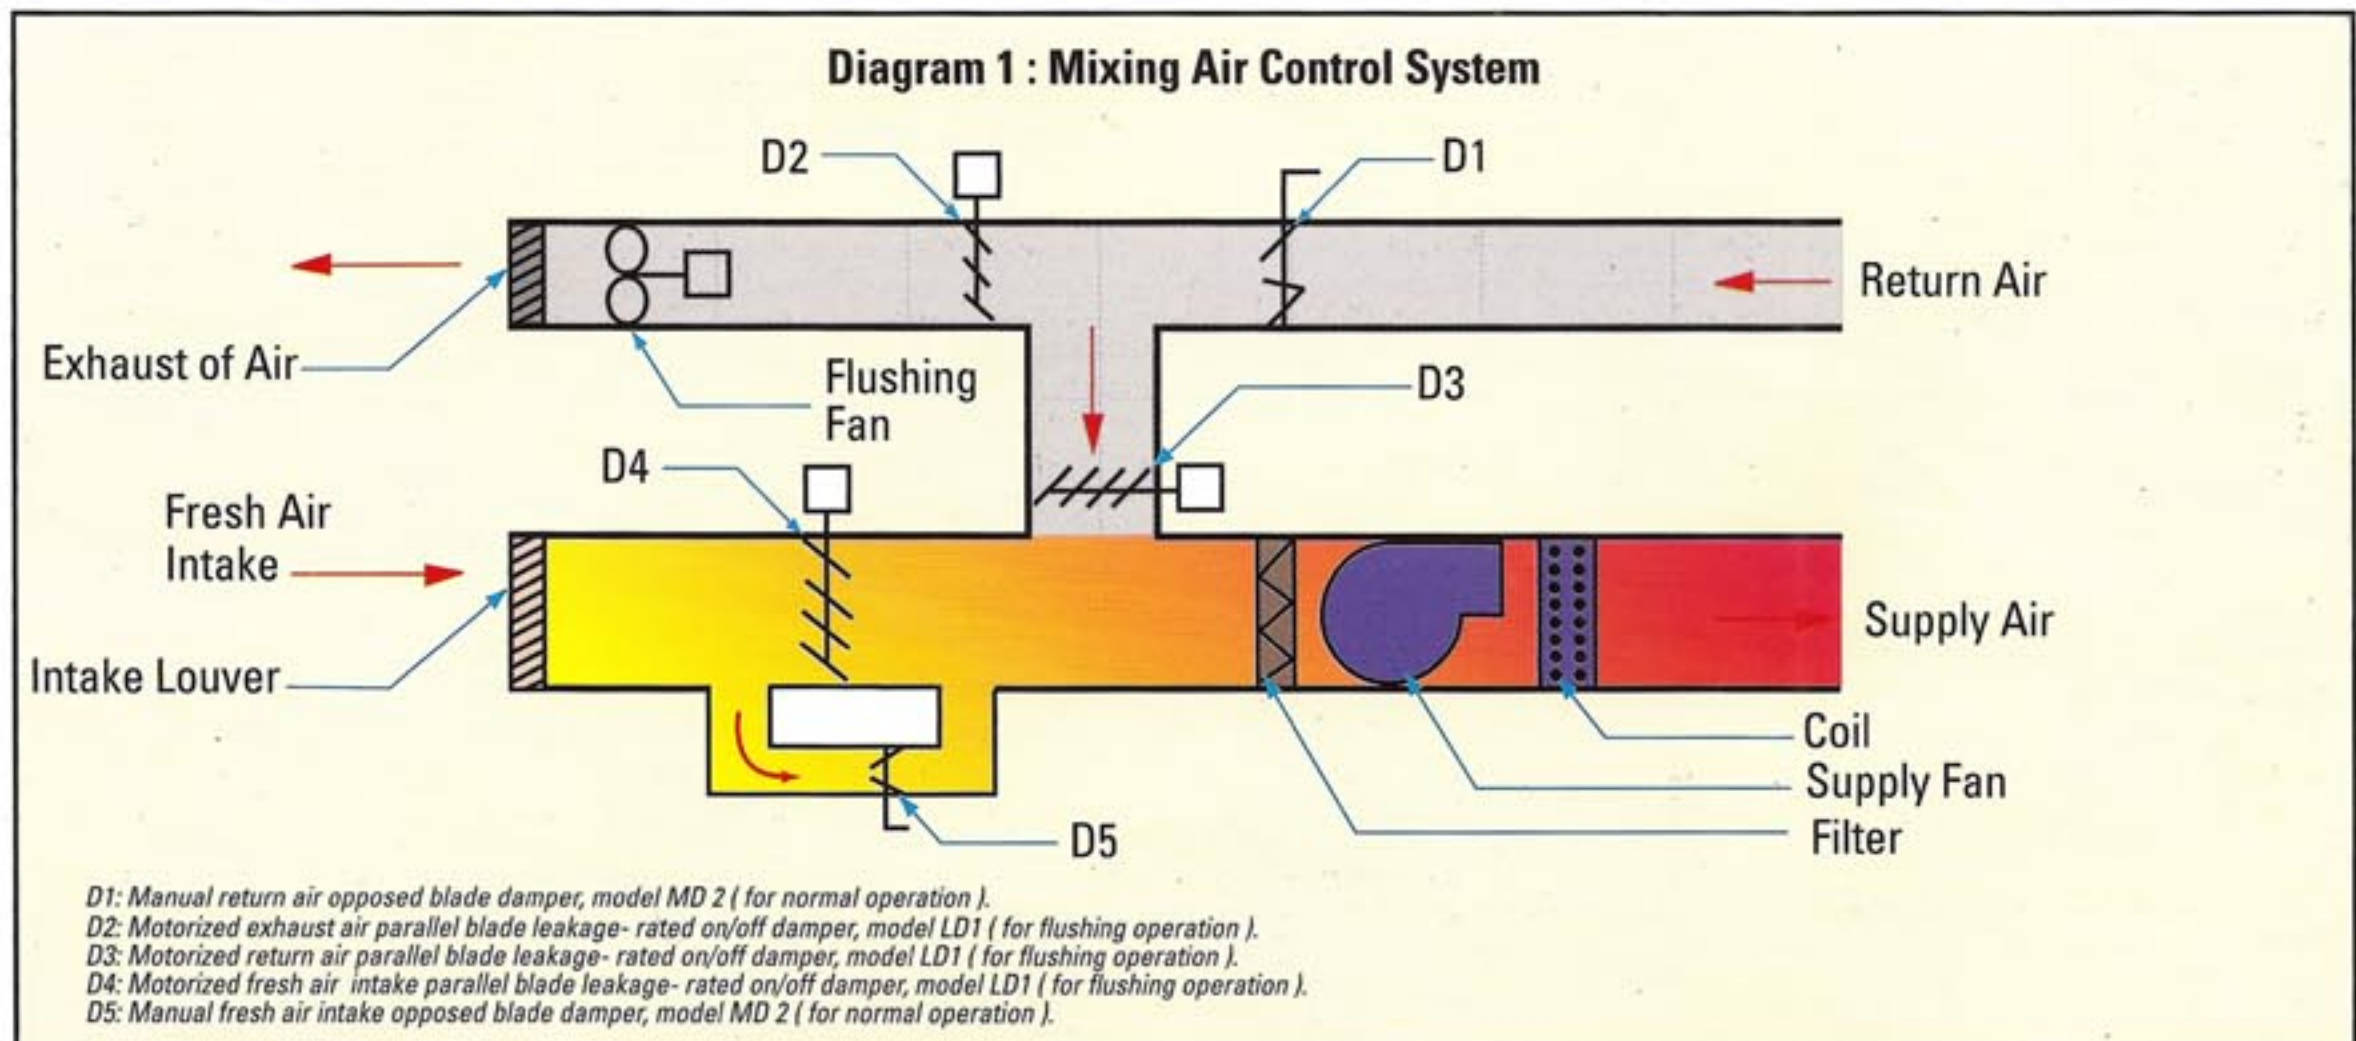 Diagram 1 : Mixing Air Control System
D2
D1
Return Air
Exhaust of Air
Flushing
Fan
D3
D4
Fresh Air
Intake
Supply Air
Intake Louver
Coil
Supply Fan
Filter
D5
D1: Manual return air opposed blade damper, model MD 2 ( for normal operation ).
D2: Motorized exhaust air parallel blade leakage- rated on/off damper, model LD1 ( for flushing operation ).
D3: Motorized return air parallel blade leakage- rated on/off damper, model LD1 ( for flushing operation ).
D4: Motorized fresh air intake parallel blade leakage- rated on/off damper, model LD1 ( for flushing operation ).
D5: Manual fresh air intake opposed blade damper, model MD 2 ( for normal operation ).